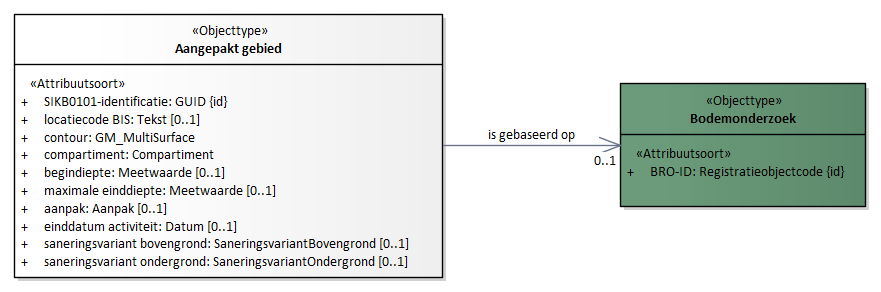 «Objecttype»
Aangepakt gebied
«Attribuutsoort»
+ SIKB0101-identificatie: GUID {id}
+ locatiecode BIS: Tekst [0..1]
+ contour: GM_MultiSurface
+ compartiment: Compartiment
+ begindiepte: Meetwaarde [0..1]
+ maximale einddiepte: Meetwaarde [0..1]
+ aanpak: Aanpak [0..1]
+ einddatum activiteit: Datum [0..1]
+ saneringsvariant bovengrond: SaneringsvariantBovengrond [0..1]
+ saneringsvariant ondergrond: SaneringsvariantOndergrond [0..1]
is gebaseerd op
0..1
«Objecttype»
Bodemonderzoek
«Attribuutsoort»
+ BRO-ID: Registratieobjectcode {id}